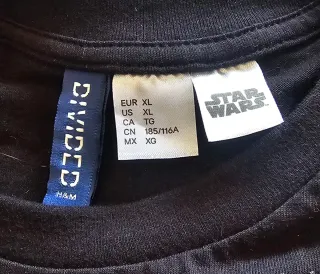 DIVIDED
H&M
EUR XL
US XL
CA TG
CN 185/116A
MX XG
STAR
WARS